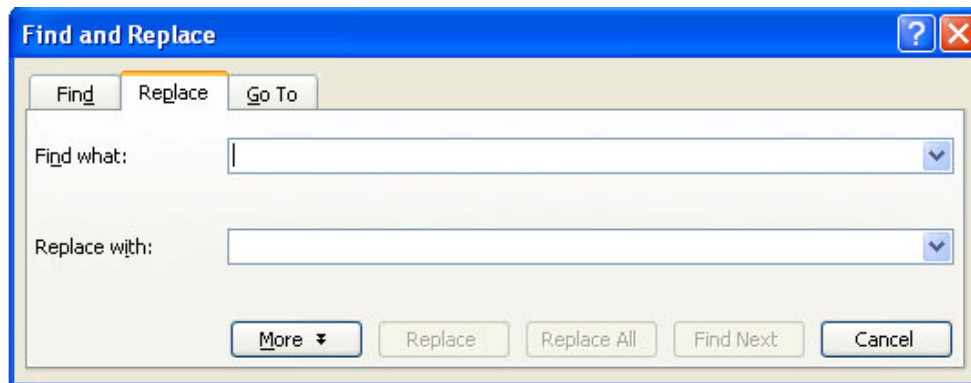 Find and Replace
Find Replace Go To
Find what:
Replace with:
More Replace Replace All Find Next Cancel